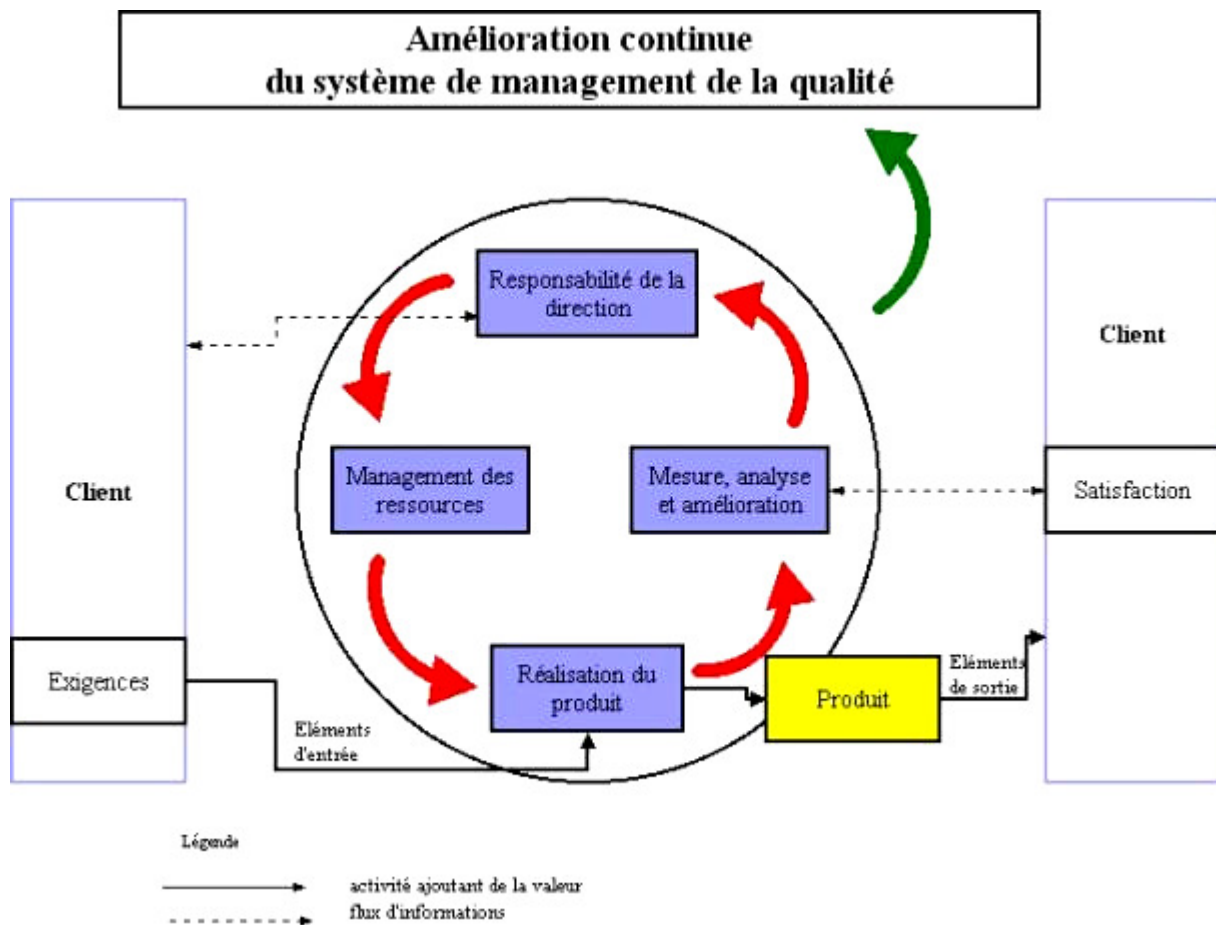 Amélioration continue
du système de management de la qualité
Responsabilité de la
direction
Client
Client
Management des
ressources
Mesure, analyse
et amélioration
Satisfaction
Exigences
Réalisation du
produit
Produit
Eléments
de sortie
Eléments
d'entrée
Légende
activité ajoutant de la valeur
flux d'informations